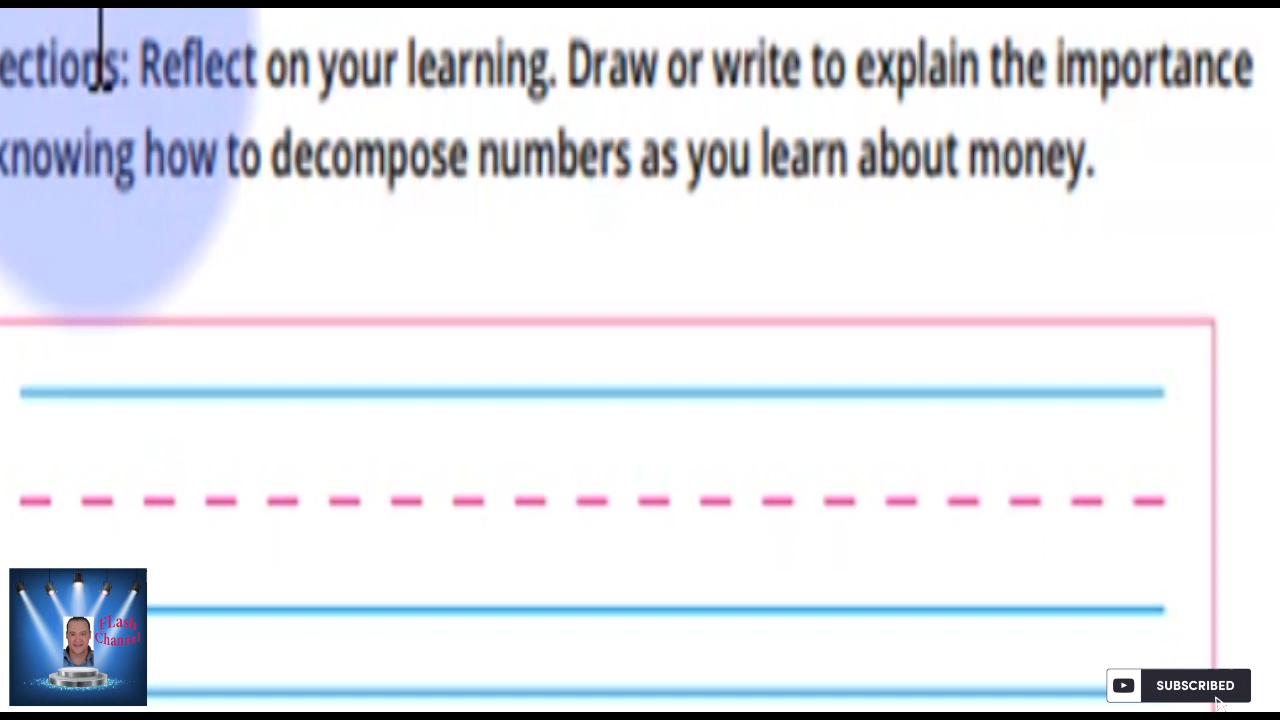 ections: Reflect on your learning. Draw or write to explain the importance
knowing how to decompose numbers as you learn about money.
FLash
Channel
SUBSCRIBED